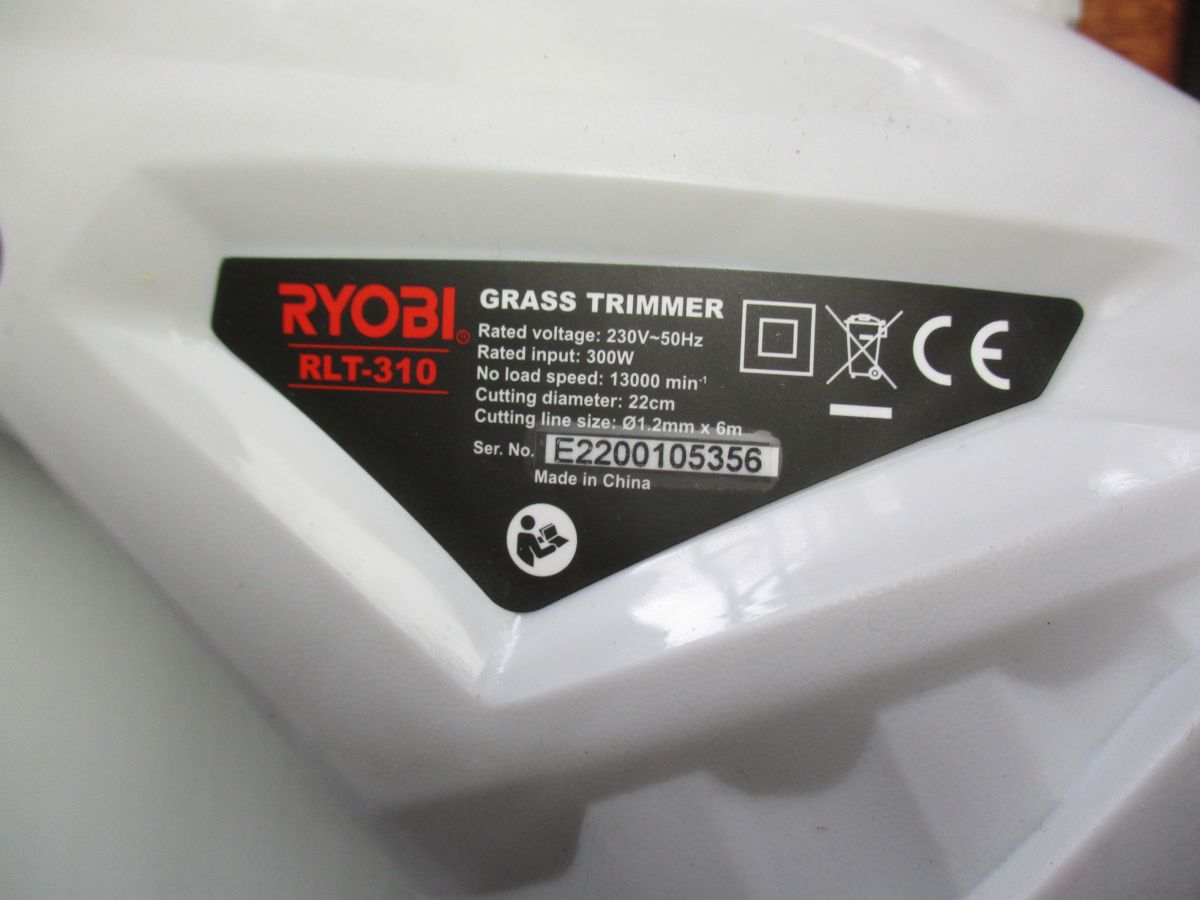 RYOBI®
RLT-310
GRASS TRIMMER
Rated voltage: 230V~50Hz
Rated input: 300W
No load speed: 13000 min⁻¹
Cutting diameter: 22cm
Cutting line size: Ø1.2mm x 6m
Ser. No. E2200105356
Made in China
CE